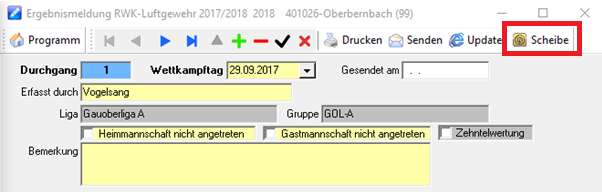 Ergebnismeldung RWK-Luftgewehr 2017/2018 2018 401026-Oberbernbach (99)
Programm Drucken Senden Update Scheibe
Durchgang 1 Wettkampftag 29.09.2017 Gesendet am . .
Erfasst durch Vogelsang
Liga Gauoberliga A Gruppe GOL-A
Heimmannschaft nicht angetreten Gastmannschaft nicht angetreten Zehntelwertung
Bemerkung